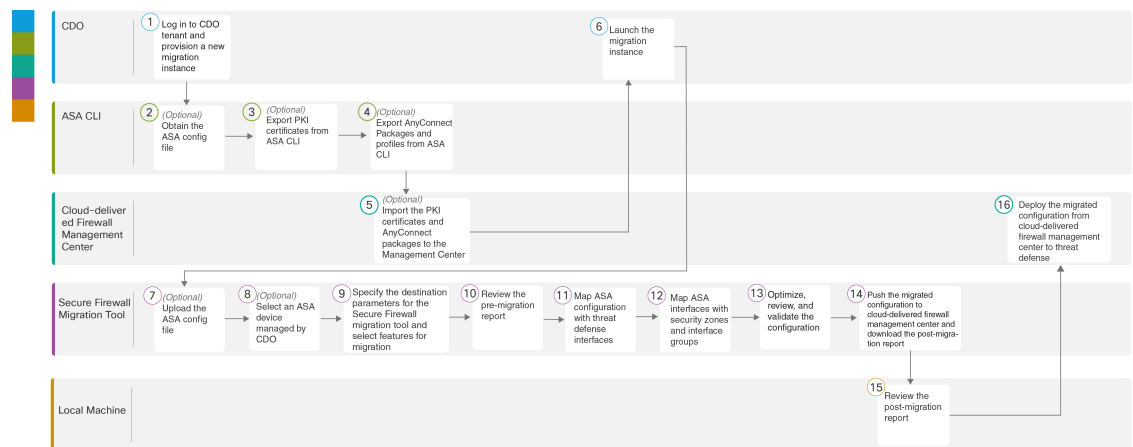 CDO
1
Log in to CDO
tenant and
provision a new
migration
instance
6
Launch the
migration
instance
ASA CLI
2
(Optional)
Obtain the
ASA config
file
3
(Optional)
Export PKI
certificates from
ASA CLI
4
(Optional)
Export AnyConnect
Packages and
profiles from ASA
CLI
Cloud-deliver
ed Firewall
Management
Center
5
(Optional)
Import the PKI
certificates and
AnyConnect
packages to the
Management Center
16
Deploy the migrated
configuration from
cloud-delivered
firewall management
center to threat
defense
Secure Firewall
Migration Tool
7
(Optional)
Upload the
ASA config
file
8
(Optional)
Select an ASA
device
managed by
CDO
9
Specify the destination
parameters for the
Secure Firewall
migration tool and
select features for
migration
10
Review the
pre-migration
report
11
Map ASA
configuration
with threat
defense
interfaces
12
Map ASA
interfaces with
security zones
and interface
groups
13
Optimize,
review, and
validate the
configuration
14
Push the migrated
configuration to
cloud-delivered firewall
management center and
download the post-migra-
tion report
Local Machine
15
Review the
post-migration
report